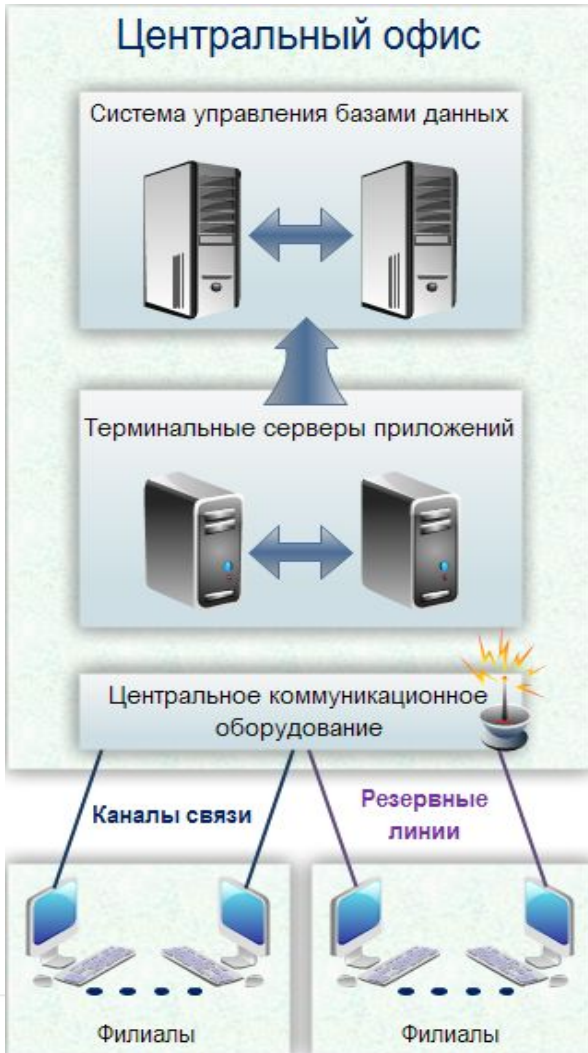 Центральный офис
Система управления базами данных
Терминальные серверы приложений
Центральное коммуникационное
оборудование
Каналы связи
Резервные
линии
Филиалы
Филиалы